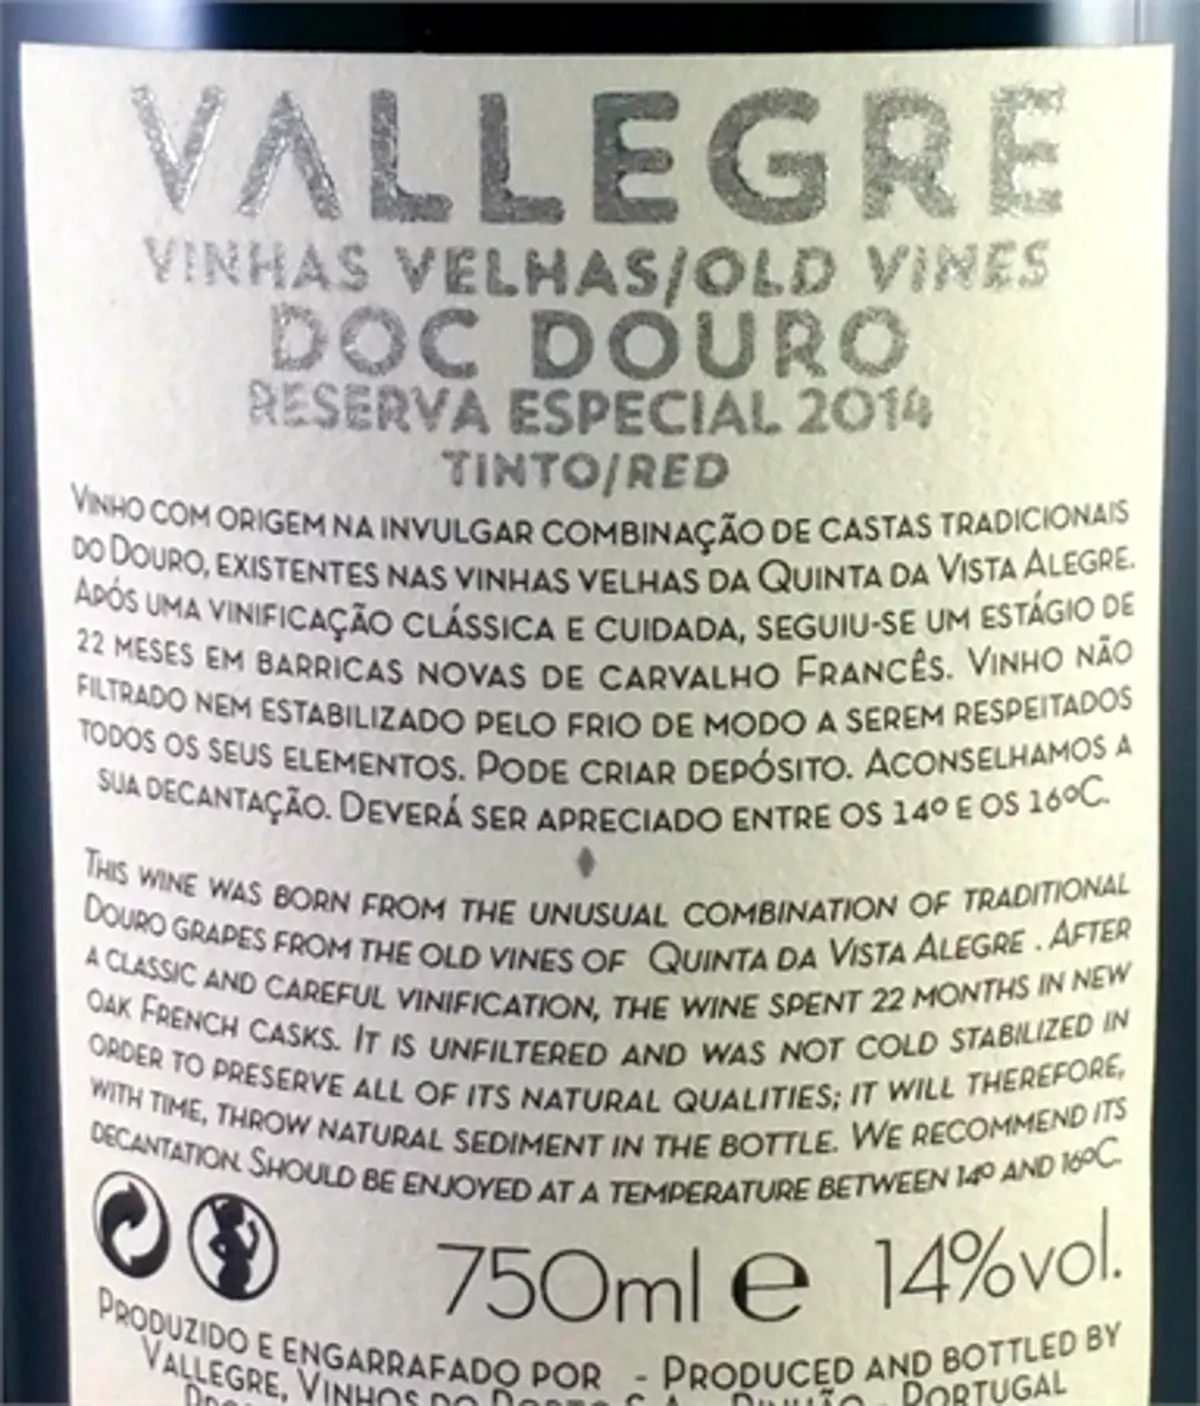 VALLEGRE
VINHAS VELHAS/OLD VINES
DOC DOURO
RESERVA ESPECIAL 2014
TINTO/RED
VINHO COM ORIGEM NA INVULGAR COMBINAÇÃO DE CASTAS TRADICIONAIS
DO DOURO, EXISTENTES NAS VINHAS VELHAS DA QUINTA DA VISTA ALEGRE.
APÓS UMA VINIFICAÇÃO CLÁSSICA E CUIDADA, SEGUIU-SE UM ESTÁGIO DE
22 MESES EM BARRICAS NOVAS DE CARVALHO FRANCÊS. VINHO NÃO
FILTRADO NEM ESTABILIZADO PELO FRIO DE MODO A SEREM RESPEITADOS
TODOS OS SEUS ELEMENTOS. PODE CRIAR DEPÓSITO. ACONSELHAMOS A
SUA DECANTAÇÃO. DEVERÁ SER APRECIADO ENTRE OS 14º E OS 16ºC.
THIS WINE WAS BORN FROM THE UNUSUAL COMBINATION OF TRADITIONAL
DOURO GRAPES FROM THE OLD VINES OF QUINTA DA VISTA ALEGRE . AFTER
A CLASSIC AND CAREFUL VINIFICATION, THE WINE SPENT 22 MONTHS IN NEW
OAK FRENCH CASKS. IT IS UNFILTERED AND WAS NOT COLD STABILIZED IN
ORDER TO PRESERVE ALL OF ITS NATURAL QUALITIES; IT WILL THEREFORE,
WITH TIME, THROW NATURAL SEDIMENT IN THE BOTTLE. WE RECOMMEND ITS
DECANTATION. SHOULD BE ENJOYED AT A TEMPERATURE BETWEEN 14º AND 16ºC.
750ml e 14%vol.
PRODUZIDO E ENGARRAFADO POR - PRODUCED AND BOTTLED BY
VALLEGRE, VINHOS DO PORTO S.A. - PINHÃO - PORTUGAL